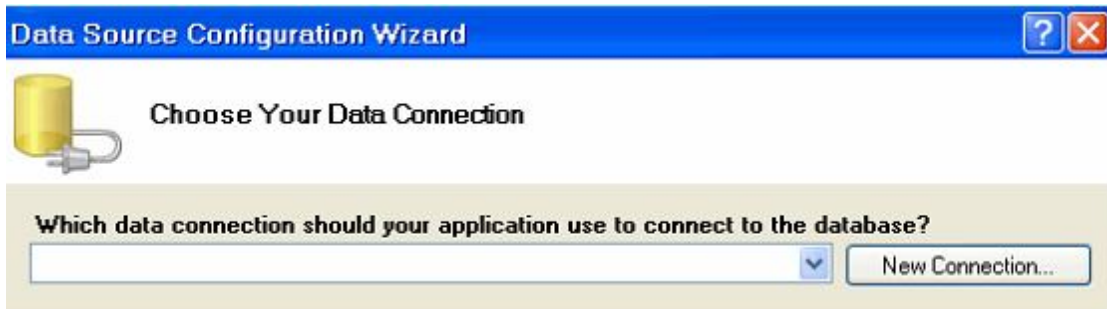 Data Source Configuration Wizard
?
Choose Your Data Connection
Which data connection should your application use to connect to the database?
New Connection...